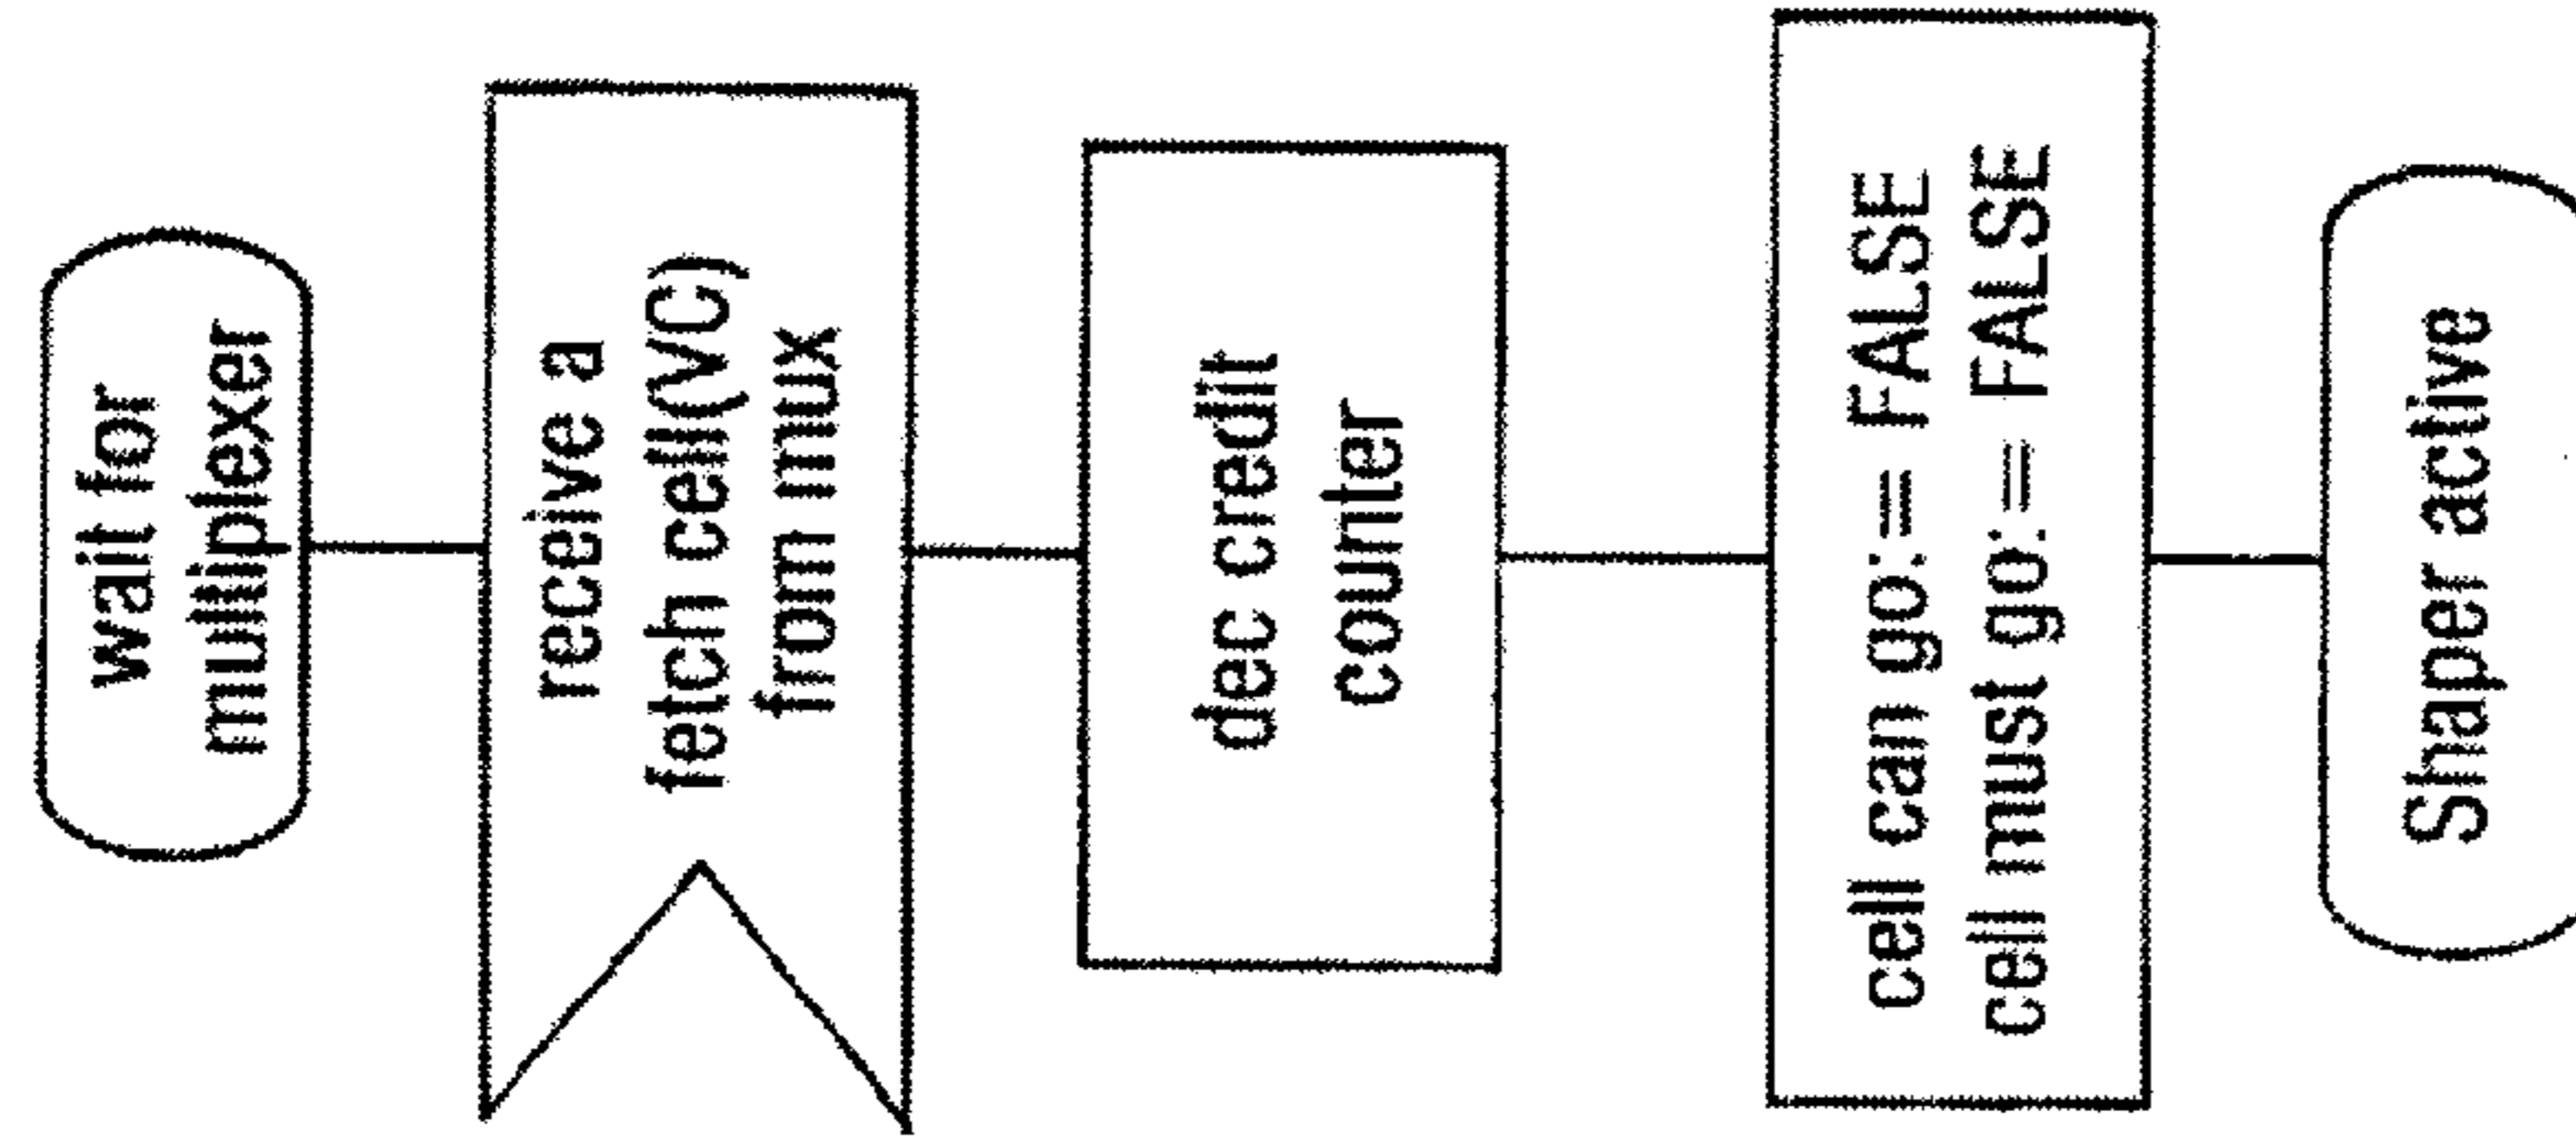 wait for
mulliplexer
receive a
fetch cell(VC)
from mux
dec credit
counter
cell can go:= FALSE
cell must go:= FALSE
Shaper active